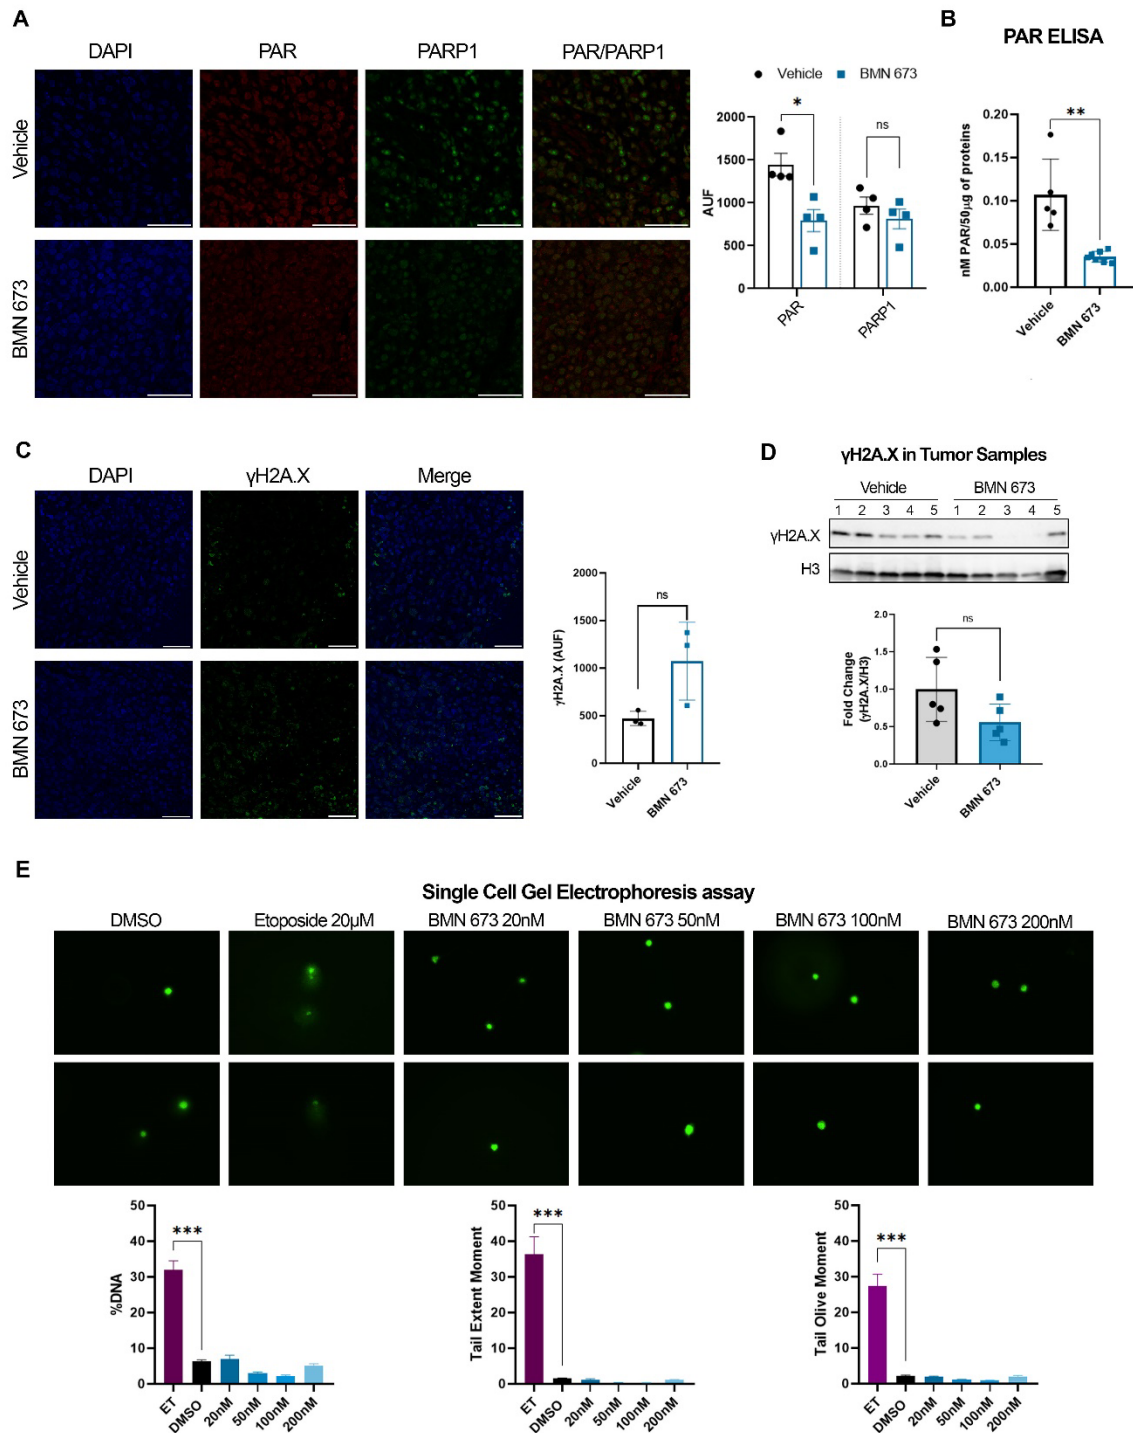 A
DAPI
PAR
PARP1
PAR/PARP1
Vehicle
BMN 673
Vehicle
BMN 673
*
ns
AUF
2000
1500
1000
500
0
PAR
PARP1
B
PAR ELISA
**
nM PAR/50µg of proteins
0.20
0.15
0.10
0.05
0.00
Vehicle
BMN 673
C
DAPI
γH2A.X
Merge
Vehicle
BMN 673
ns
γH2A.X (AUF)
2000
1500
1000
500
0
Vehicle
BMN 673
D
γH2A.X in Tumor Samples
Vehicle
BMN 673
1 2 3 4 5 1 2 3 4 5
γH2A.X
H3
ns
Fold Change
(γH2A.X/H3)
2.0
1.5
1.0
0.5
0.0
Vehicle
BMN 673
E
Single Cell Gel Electrophoresis assay
DMSO
Etoposide 20µM
BMN 673 20nM
BMN 673 50nM
BMN 673 100nM
BMN 673 200nM
***
%DNA
50
40
30
20
10
0
ET
DMSO
20nM
50nM
100nM
200nM
***
Tail Extent Moment
50
40
30
20
10
0
ET
DMSO
20nM
50nM
100nM
200nM
***
Tail Olive Moment
50
40
30
20
10
0
ET
DMSO
20nM
50nM
100nM
200nM